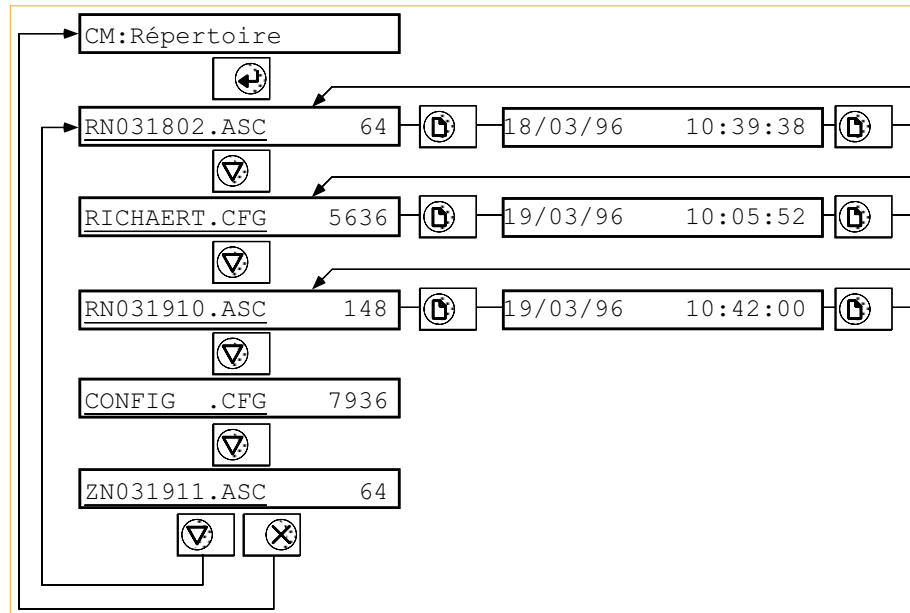 CM:Répertoire
RN031802.ASC 64 18/03/96 10:39:38
RICHAERT.CFG 5636 19/03/96 10:05:52
RN031910.ASC 148 19/03/96 10:42:00
CONFIG .CFG 7936
ZN031911.ASC 64